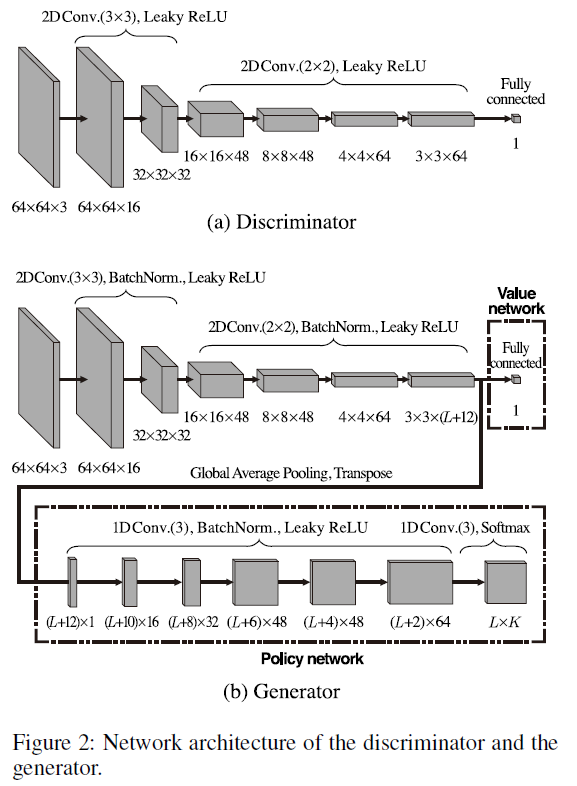 2DConv.(3×3), Leaky ReLU
2DConv.(2×2), Leaky ReLU
Fully
connected
64×64×3
64×64×16
32×32×32
16×16×48
8×8×48
4×4×64
3×3×64
1
(a) Discriminator
2DConv.(3×3), BatchNorm., Leaky ReLU
2DConv.(2×2), BatchNorm., Leaky ReLU
Value
network
Fully
connected
64×64×3
64×64×16
32×32×32
16×16×48
8×8×48
4×4×64
3×3×(L+12)
1
Global Average Pooling, Transpose
1DConv.(3), BatchNorm., Leaky ReLU
1DConv.(3), Softmax
(L+12)×1
(L+10)×16
(L+8)×32
(L+6)×48
(L+4)×48
(L+2)×64
L×K
Policy network
(b) Generator
Figure 2: Network architecture of the discriminator and the
generator.